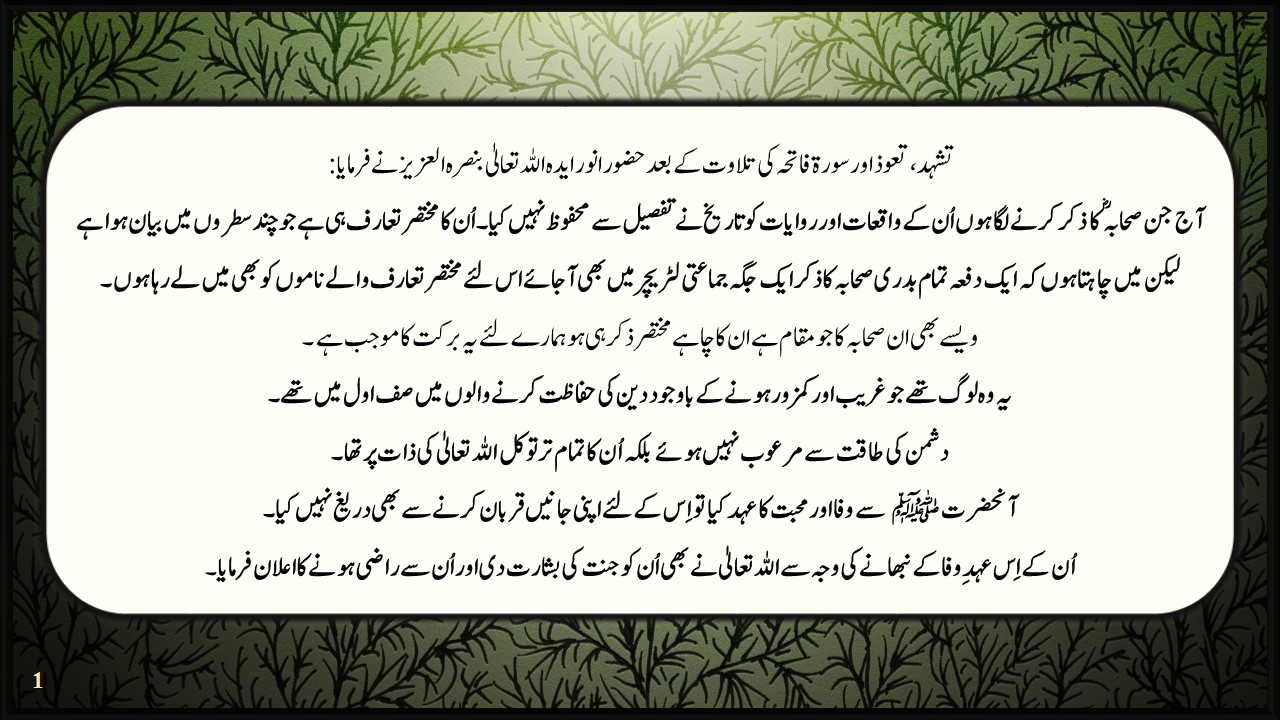 تشہد، تعوذ اور سورۃ فاتحہ کی تلاوت کے بعد حضور انور ایدہ اللہ تعالیٰ بنصرہ العزیز نے فرمایا:
آج جن صحابہؓ کا ذکر کرنے لگا ہوں اُن کے واقعات اور روایات کو تاریخ نے تفصیل سے محفوظ نہیں کیا۔ اُن کا مختصر تعارف ہی ہے جو چند سطروں میں بیان ہوا ہے
لیکن میں چاہتا ہوں کہ ایک دفعہ تمام بدری صحابہ کا ذکر ایک جگہ جماعتی لٹریچر میں بھی آ جائے اس لئے مختصر تعارف والے ناموں کو بھی میں لے رہا ہوں۔
ویسے بھی ان صحابہ کا جو مقام ہے ان کا چاہے مختصر ذکر ہی ہو ہمارے لئے یہ برکت کا موجب ہے۔
یہ وہ لوگ تھے جو غریب اور کمزور ہونے کے باوجود دین کی حفاظت کرنے والوں میں صف اول میں تھے۔
دشمن کی طاقت سے مرعوب نہیں ہوئے بلکہ اُن کا تمام تر توکل اللہ تعالیٰ کی ذات پر تھا۔
آنحضرت ﷺ سے وفا اور محبت کا عہد کیا تو اِس کے لئے اپنی جانیں قربان کرنے سے بھی دریغ نہیں کیا۔
اُن کے اِس عہدِ وفا کے نبھانے کی وجہ سے اللہ تعالیٰ نے بھی اُن کو جنت کی بشارت دی اور اُن سے راضی ہونے کا اعلان فرمایا۔
1